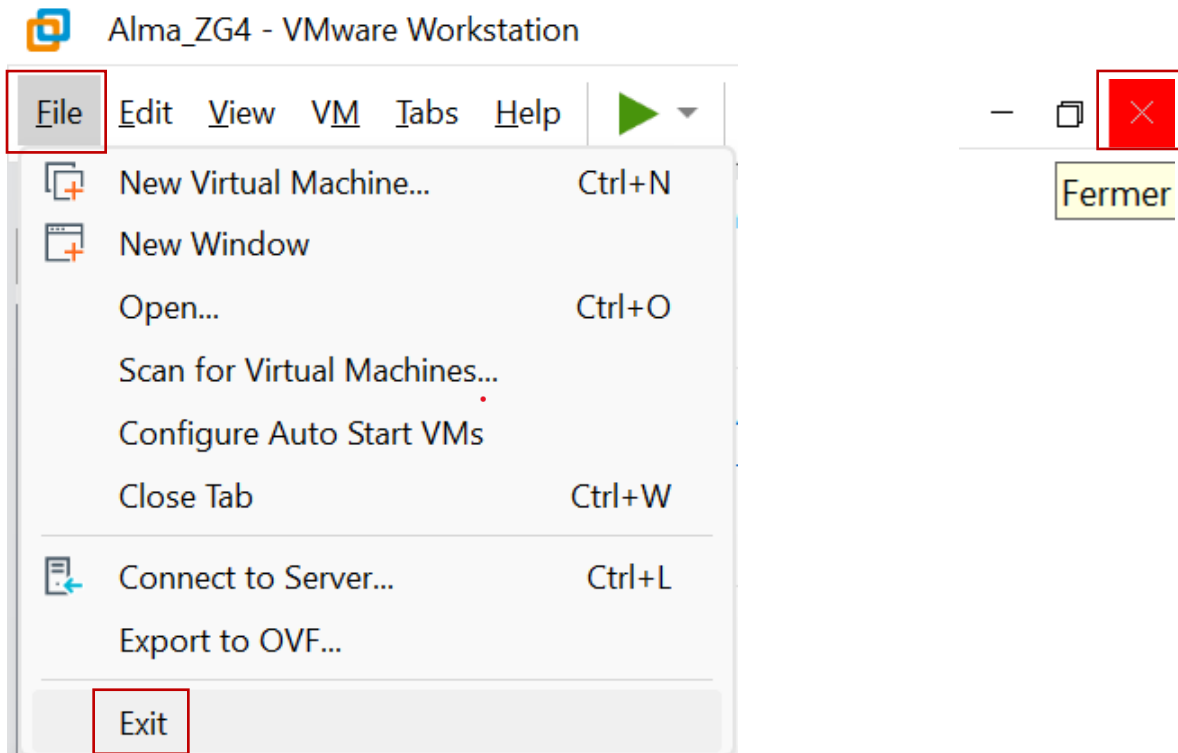 Alma_ZG4 - VMware Workstation
File Edit View VM Tabs Help
New Virtual Machine... Ctrl+N
Fermer
New Window
Open... Ctrl+O
Scan for Virtual Machines...
Configure Auto Start VMs
Close Tab Ctrl+W
Connect to Server... Ctrl+L
Export to OVF...
Exit